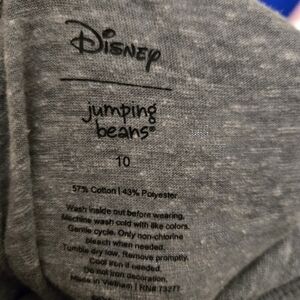 Disney
jumping
beans®
10
57% Cotton | 43% Polyester
Wash inside out before wearing.
Machine wash cold with like colors.
Gentle cycle. Only non-chlorine
bleach when needed.
Tumble dry low. Remove promptly.
Cool iron if needed.
Do not iron decoration.
Made in Vietnam | RN# 73277